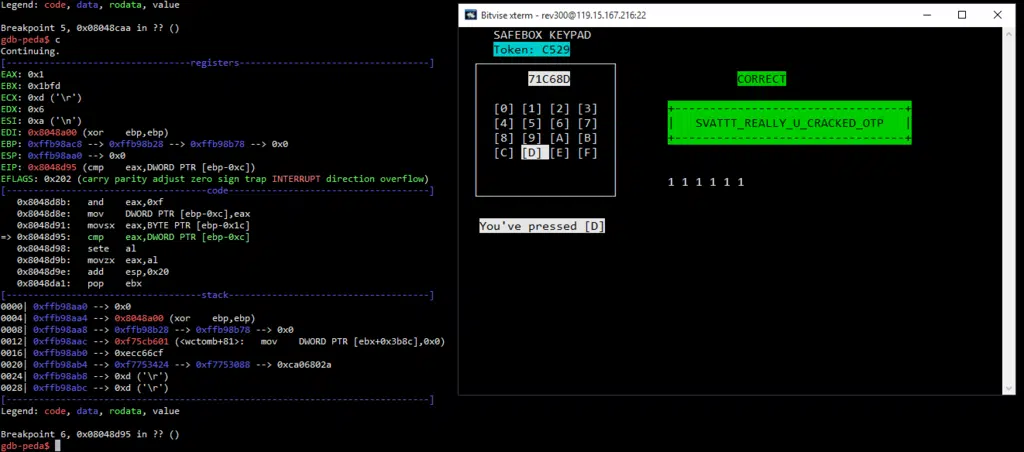 Legend: code, data, rodata, value
Breakpoint 5, 0x08048caa in ?? ()
gdb-peda$ c
Continuing.
[----------------------------------registers-----------------------------------]
EAX: 0x1
EBX: 0x1bfd
ECX: 0xd ('\r')
EDX: 0x6
ESI: 0xa ('\n')
EDI: 0x8048a00 (xor    ebp,ebp)
EBP: 0xffb98ac8 --> 0xffb98b28 --> 0xffb98b78 --> 0x0
ESP: 0xffb98aa0 --> 0x0
EIP: 0x8048d95 (cmp    eax,DWORD PTR [ebp-0xc])
EFLAGS: 0x202 (carry parity adjust zero sign trap INTERRUPT direction overflow)
[-------------------------------------code-------------------------------------]
   0x8048d8b:   and    eax,0xf
   0x8048d8e:   mov    DWORD PTR [ebp-0xc],eax
   0x8048d91:   movsx  eax,BYTE PTR [ebp-0x1c]
=> 0x8048d95:   cmp    eax,DWORD PTR [ebp-0xc]
   0x8048d98:   sete   al
   0x8048d9b:   movzx  eax,al
   0x8048d9e:   add    esp,0x20
   0x8048da1:   pop    ebx
[------------------------------------stack-------------------------------------]
0000| 0xffb98aa0 --> 0x0
0004| 0xffb98aa4 --> 0x8048a00 (xor    ebp,ebp)
0008| 0xffb98aa8 --> 0xffb98b28 --> 0xffb98b78 --> 0x0
0012| 0xffb98aac --> 0xf75cb601 (<wctomb+81>:   mov    DWORD PTR [ebx+0x3b8c],0x0)
0016| 0xffb98ab0 --> 0xecc66cf
0020| 0xffb98ab4 --> 0xf7753424 --> 0xf7753088 --> 0xca06802a
0024| 0xffb98ab8 --> 0xd ('\r')
0028| 0xffb98abc --> 0xd ('\r')
[------------------------------------------------------------------------------]
Legend: code, data, rodata, value
Breakpoint 6, 0x08048d95 in ?? ()
gdb-peda$
Bitvise xterm - rev300@119.15.167.216:22
SAFEBOX KEYPAD
Token: C529
71C68D
[0] [1] [2] [3]
[4] [5] [6] [7]
[8] [9] [A] [B]
[C] [D] [E] [F]
You've pressed [D]
CORRECT
+------------------------------+
|   SVATTT_REALLY_U_CRACKED_OTP   |
+------------------------------+
1 1 1 1 1 1